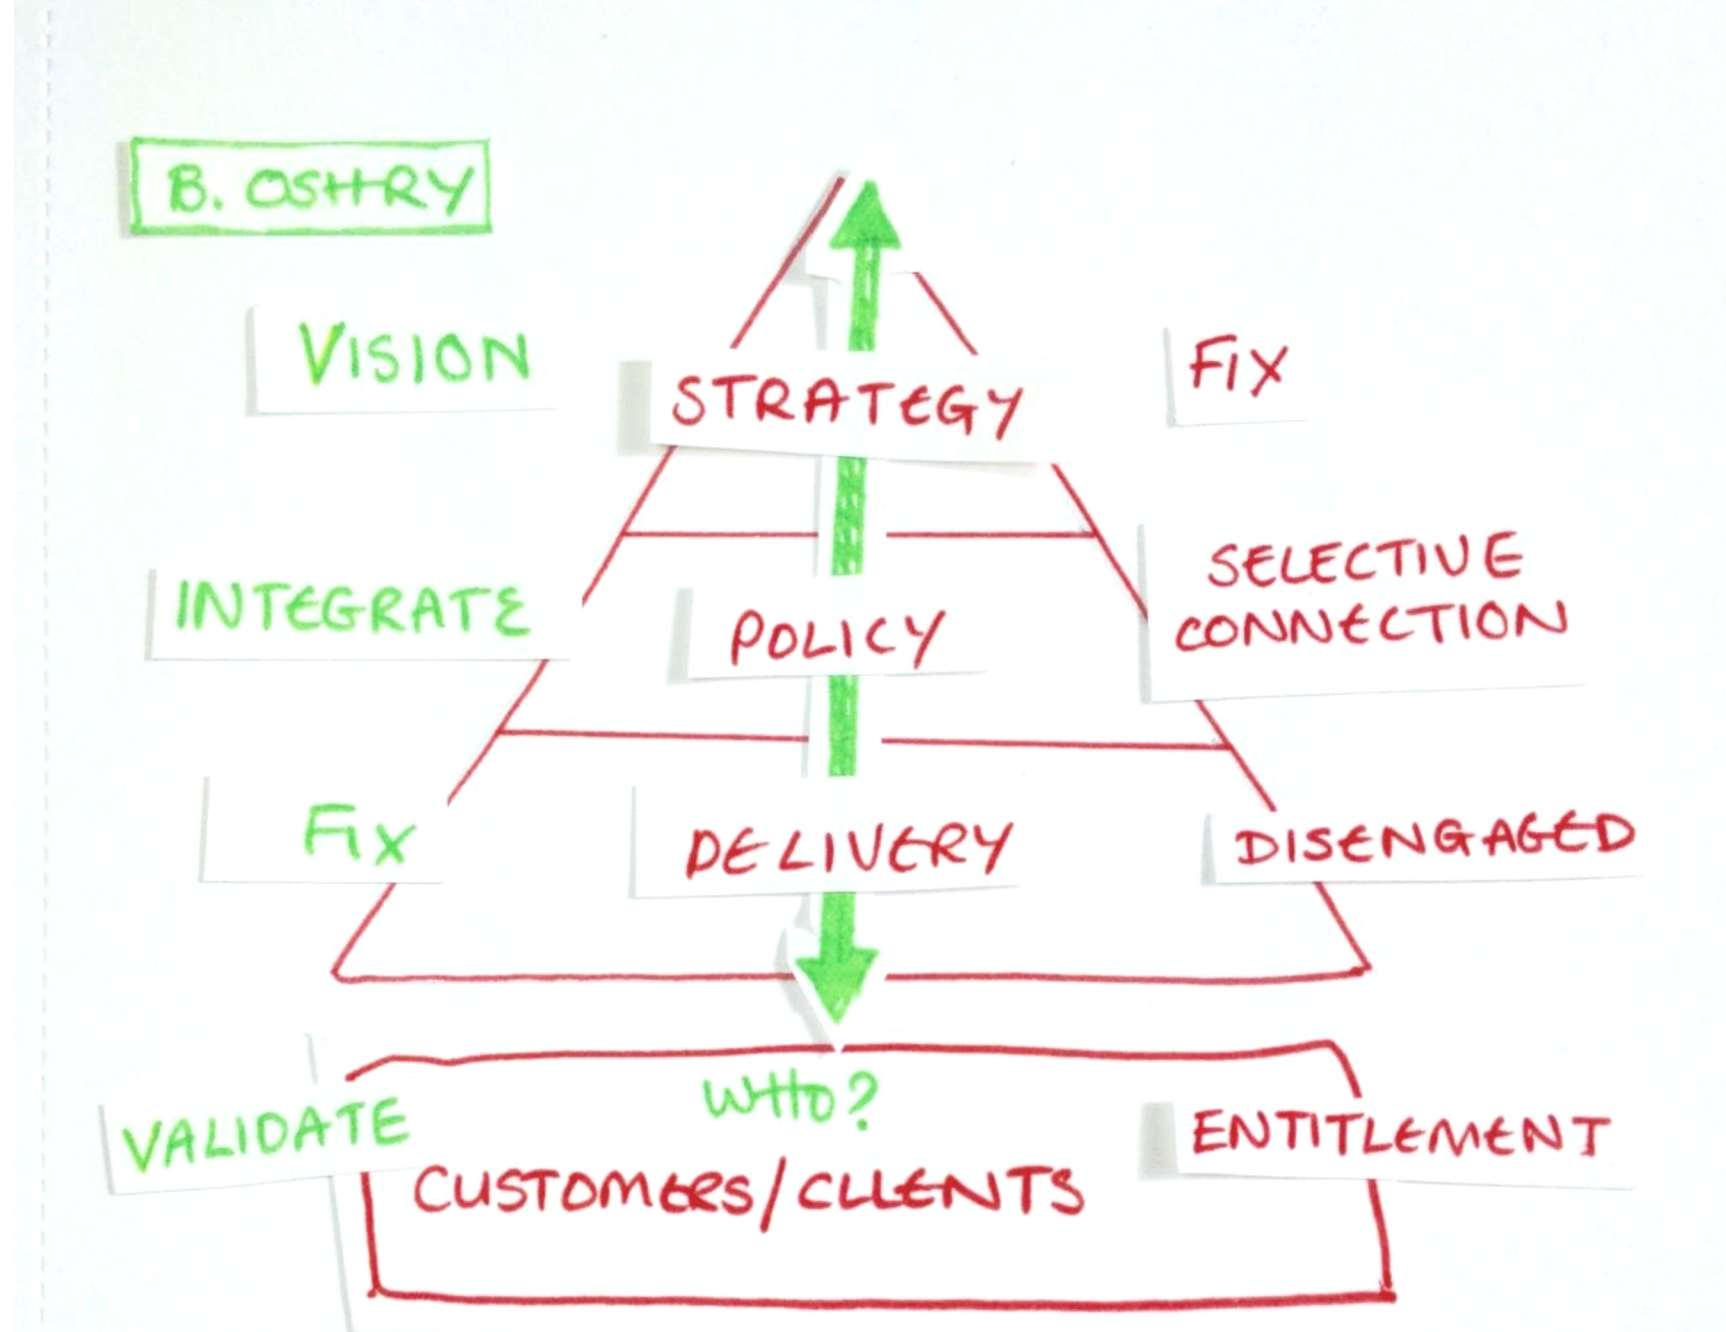 B. OSHRY
VISION
STRATEGY
FIX
INTEGRATE
POLICY
SELECTIVE
CONNECTION
FIX
DELIVERY
DISENGAGED
VALIDATE
WHO?
CUSTOMERS/CLIENTS
ENTITLEMENT